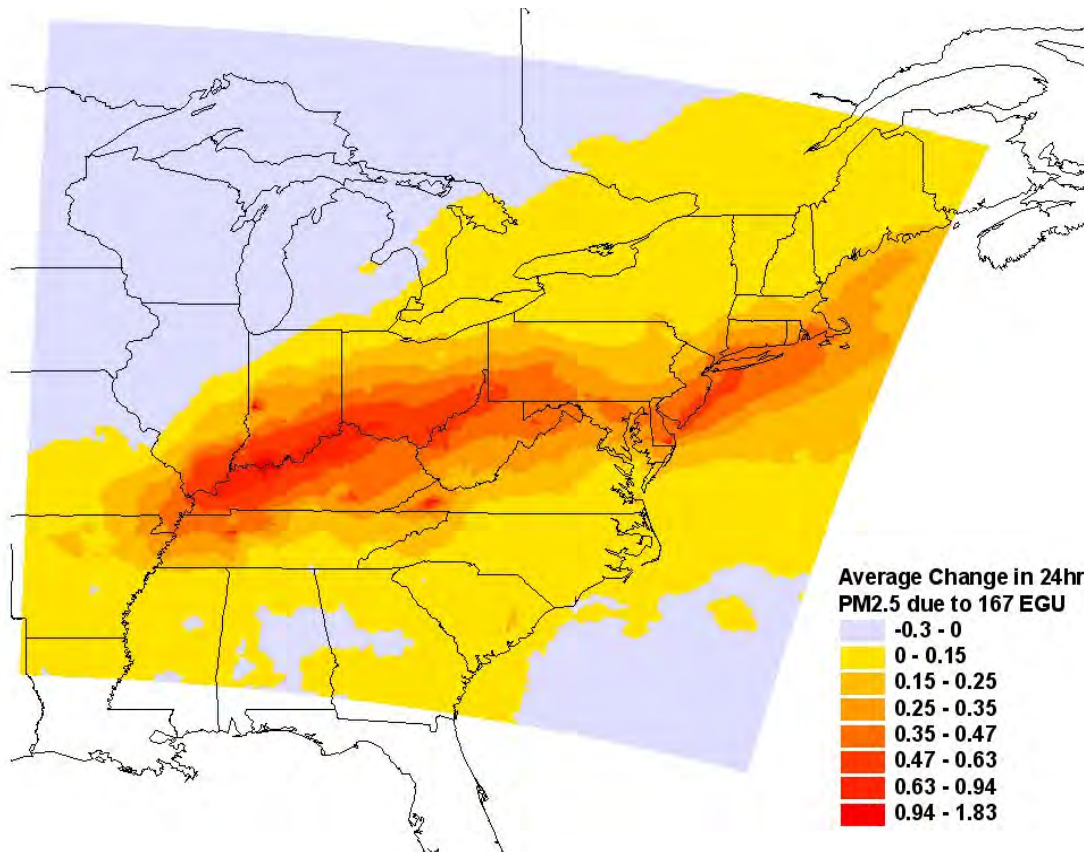 Average Change in 24hr
PM2.5 due to 167 EGU
-0.3 - 0
0 - 0.15
0.15 - 0.25
0.25 - 0.35
0.35 - 0.47
0.47 - 0.63
0.63 - 0.94
0.94 - 1.83